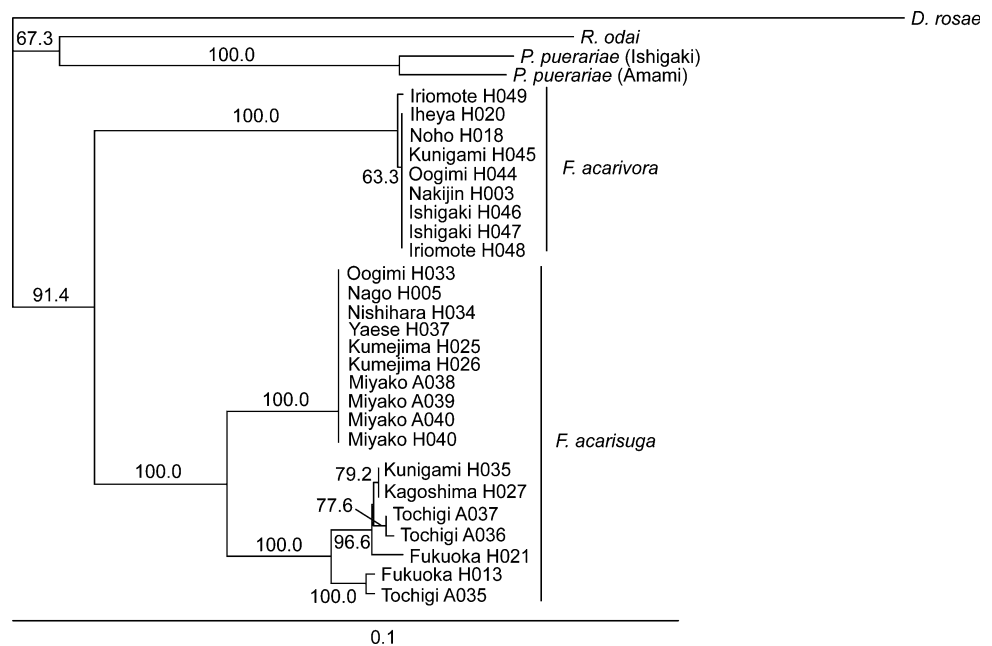 D. rosae
67.3
R. odai
100.0
P. puerariae (Ishigaki)
P. puerariae (Amami)
Iriomote H049
100.0
Iheya H020
Noho H018
Kunigami H045
F. acarivora
63.3
Oogimi H044
Nakijin H003
Ishigaki H046
Ishigaki H047
Iriomote H048
Oogimi H033
91.4
Nago H005
Nishihara H034
Yaese H037
Kumejima H025
Kumejima H026
Miyako A038
100.0
Miyako A039
Miyako A040
Miyako H040
F. acarisuga
100.0
79.2
Kunigami H035
Kagoshima H027
77.6
Tochigi A037
Tochigi A036
100.0
96.6
Fukuoka H021
Fukuoka H013
100.0
Tochigi A035
0.1